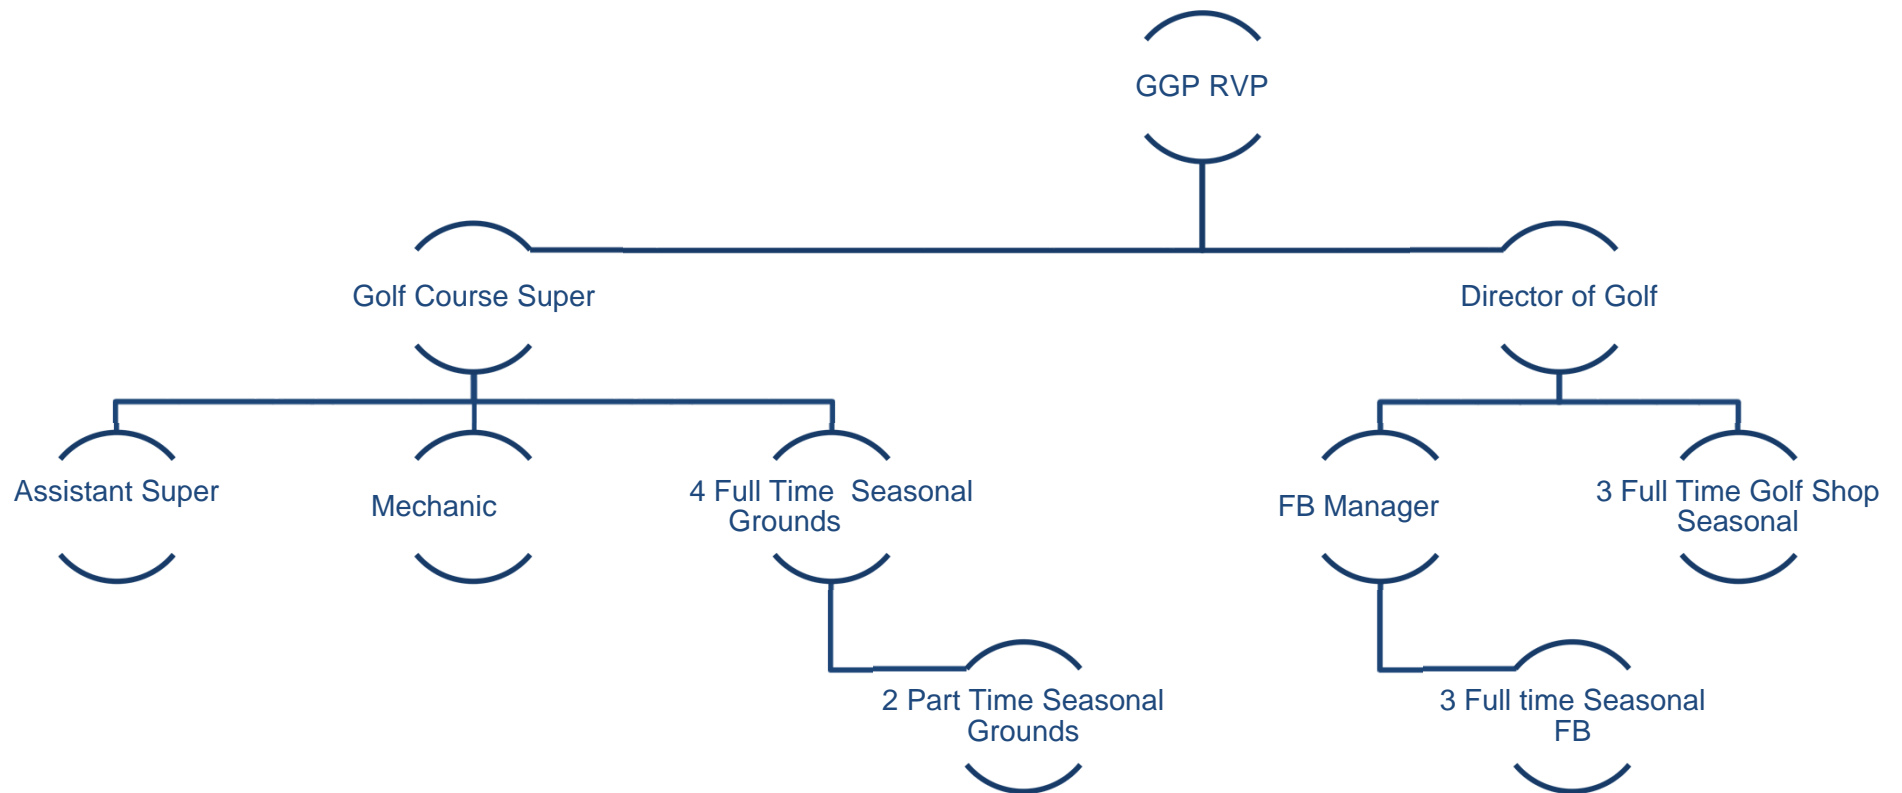 GGP RVP
Golf Course Super
Director of Golf
Assistant Super
Mechanic
4 Full Time  Seasonal
Grounds
FB Manager
3 Full Time Golf Shop
Seasonal
2 Part Time Seasonal
Grounds
3 Full time Seasonal
FB